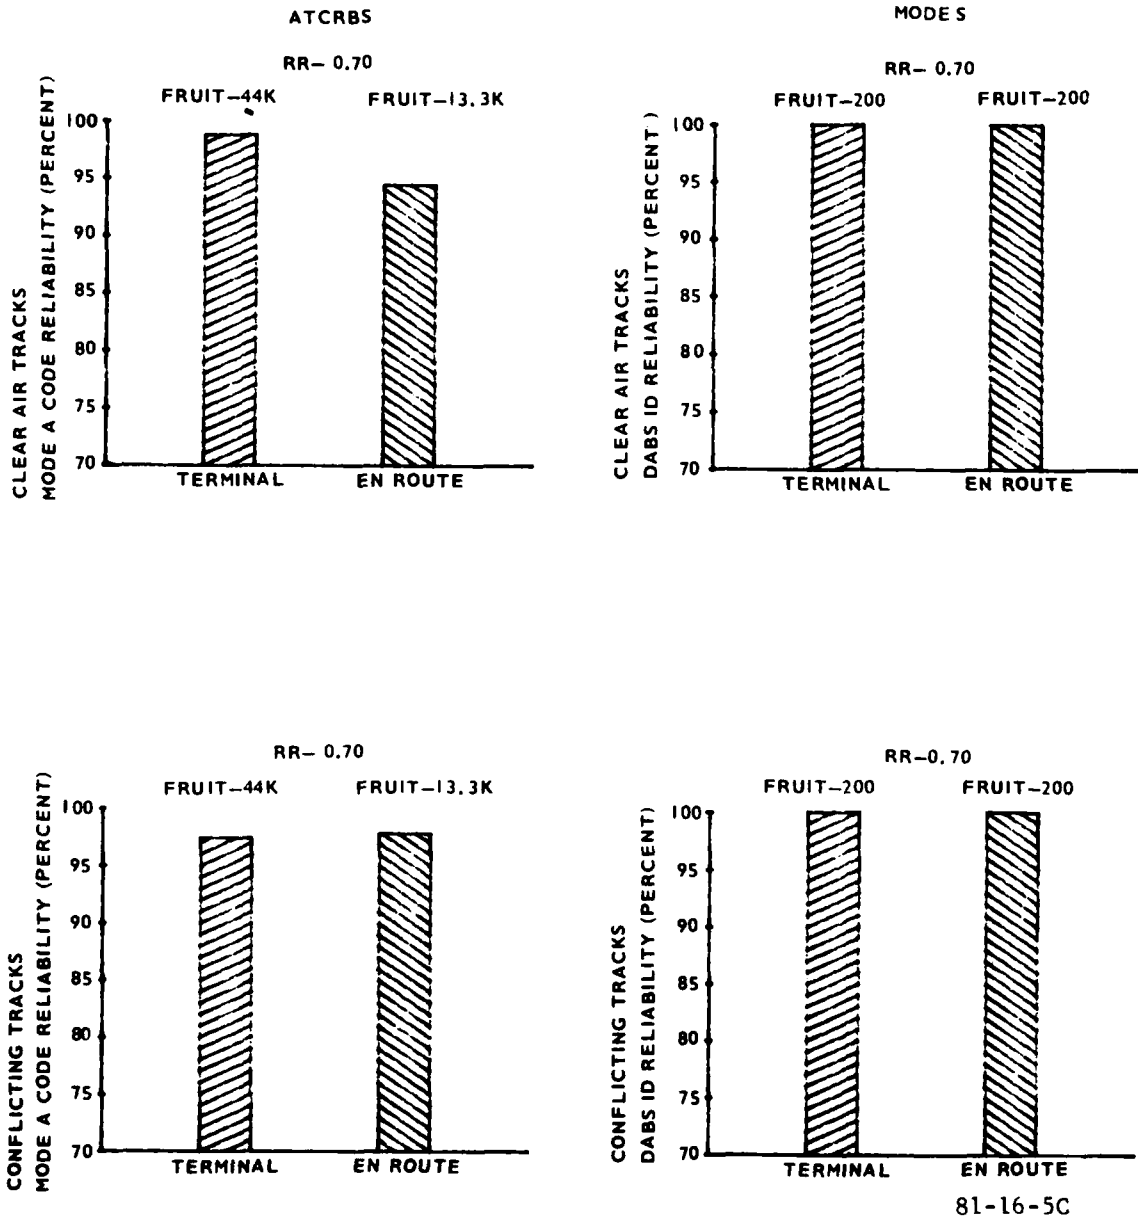 ATCRBS
RR– 0.70
FRUIT–44K FRUIT–13.3K
CLEAR AIR TRACKS
MODE A CODE RELIABILITY (PERCENT)
100
95
90
85
80
75
70
TERMINAL EN ROUTE
MODE S
RR– 0.70
FRUIT–200 FRUIT–200
CLEAR AIR TRACKS
DABS ID RELIABILITY (PERCENT)
100
95
90
85
80
75
70
TERMINAL EN ROUTE
RR– 0.70
FRUIT–44K FRUIT–13.3K
CONFLICTING TRACKS
MODE A CODE RELIABILITY (PERCENT)
100
95
90
85
80
75
70
TERMINAL EN ROUTE
RR–0.70
FRUIT–200 FRUIT–200
CONFLICTING TRACKS
DABS ID RELIABILITY (PERCENT)
100
95
90
85
80
75
70
TERMINAL EN ROUTE
81-16-5C